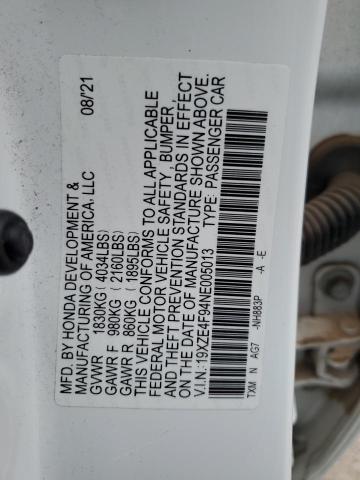 MFD. BY HONDA DEVELOPMENT & 08/21
MANUFACTURING OF AMERICA, LLC
GVWR 1830KG (4034LBS)
GAWR F 980KG (2160LBS)
GAWR R 860KG (1895LBS)
THIS VEHICLE CONFORMS TO ALL APPLICABLE
FEDERAL MOTOR VEHICLE SAFETY, BUMPER,
AND THEFT PREVENTION STANDARDS IN EFFECT
ON THE DATE OF MANUFACTURE SHOWN ABOVE.
V.I.N.:19XZE4F94NE005013 TYPE: PASSENGER CAR
TXM N AG7 -NH883P -A -E